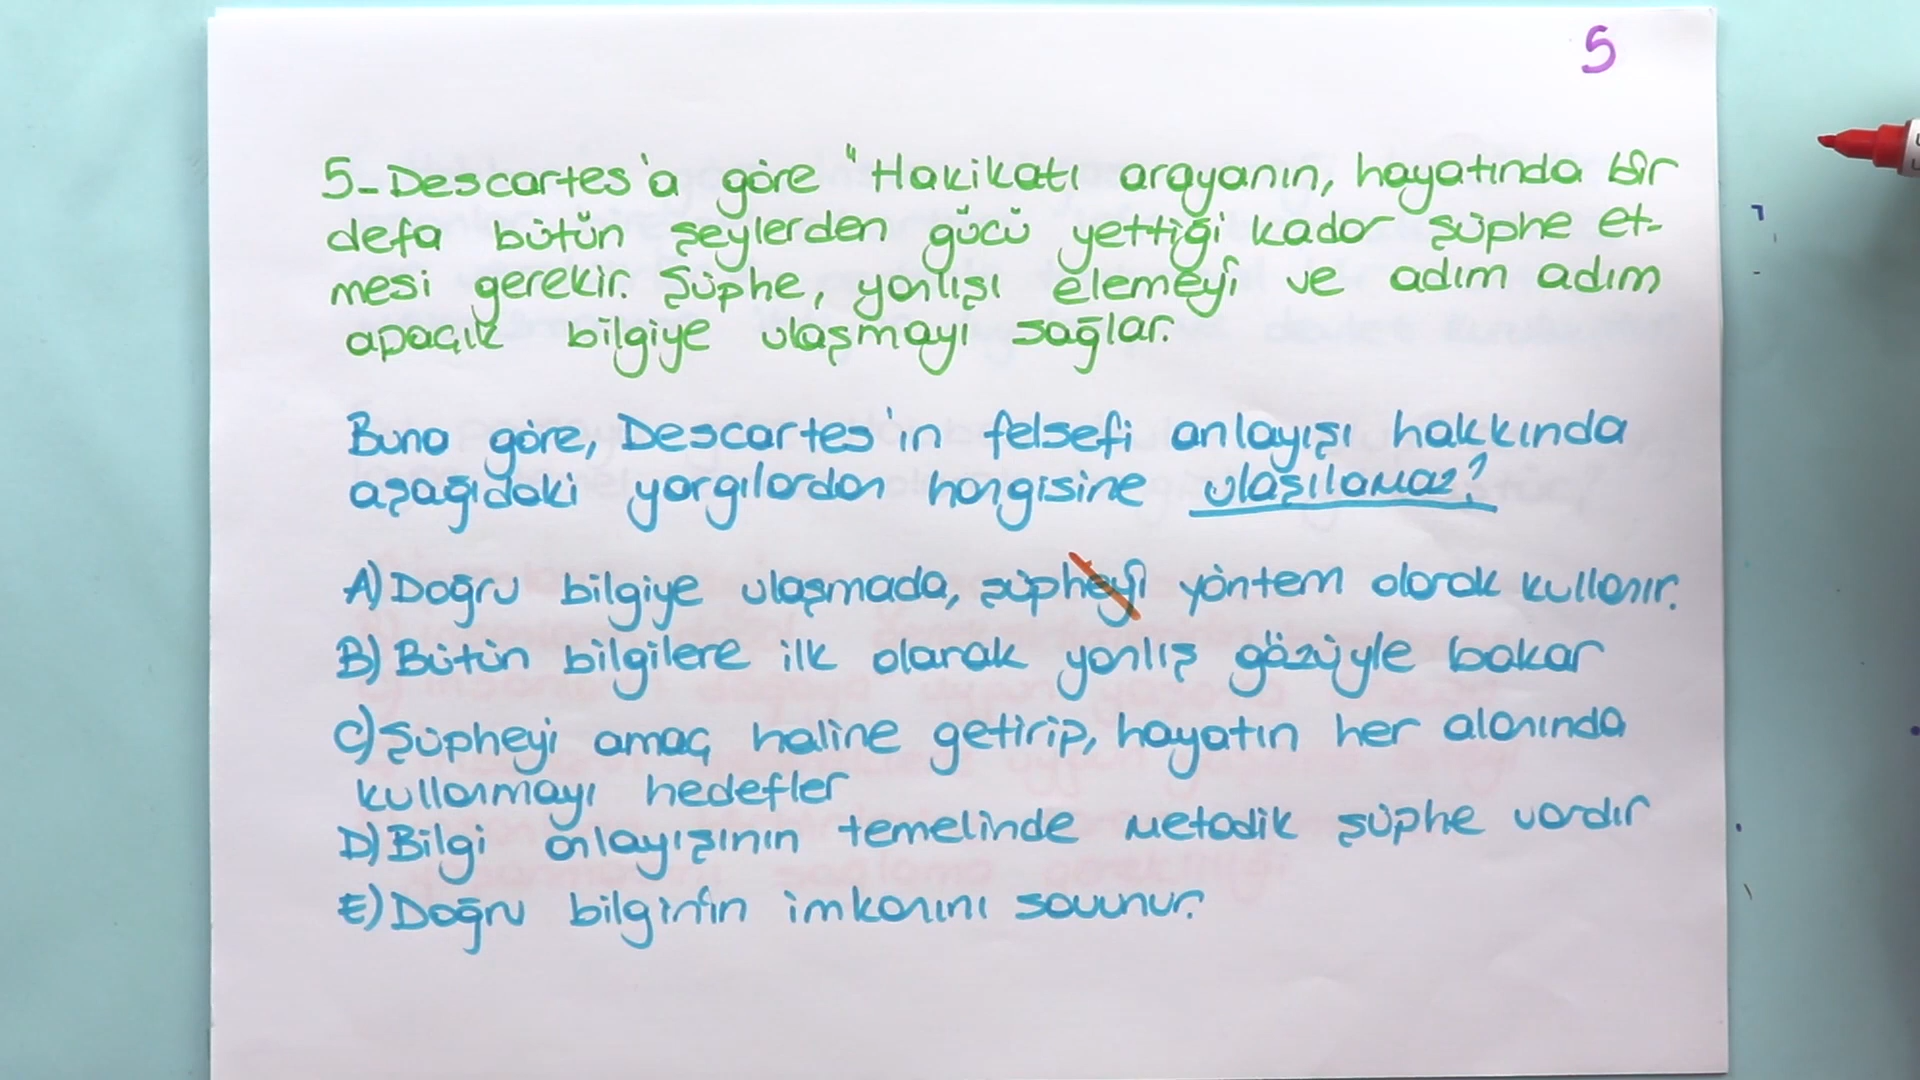 5
5-Descartes'a göre "Hakikatı arayanın, hayatında bir
defa bütün şeylerden gücü yettiği kadar şüphe et-
mesi gerekir. Şüphe, yanlışı elemeyi ve adım adım
apaçık bilgiye ulaşmayı sağlar.
Buna göre, Descartes'in felsefi anlayışı hakkında
aşağıdaki yargılardan hangisine ulaşılamaz?
A) Doğru bilgiye ulaşmada, şüpheyi yöntem olarak kullanır.
B) Bütün bilgilere ilk olarak yanlış gözüyle bakar
C) Şüpheyi amaç haline getirip, hayatın her alanında
kullanmayı hedefler
D) Bilgi anlayışının temelinde metodik şüphe vardır
E) Doğru bilginin imkanını savunur.